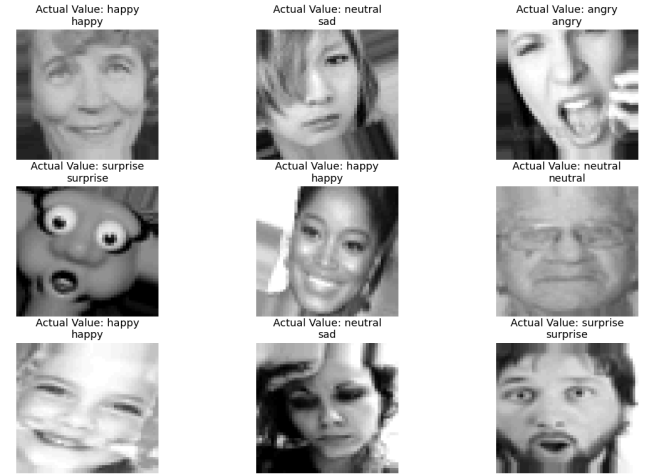 Actual Value: happy
happy
Actual Value: neutral
sad
Actual Value: angry
angry
Actual Value: surprise
surprise
Actual Value: happy
happy
Actual Value: neutral
neutral
Actual Value: happy
happy
Actual Value: neutral
sad
Actual Value: surprise
surprise